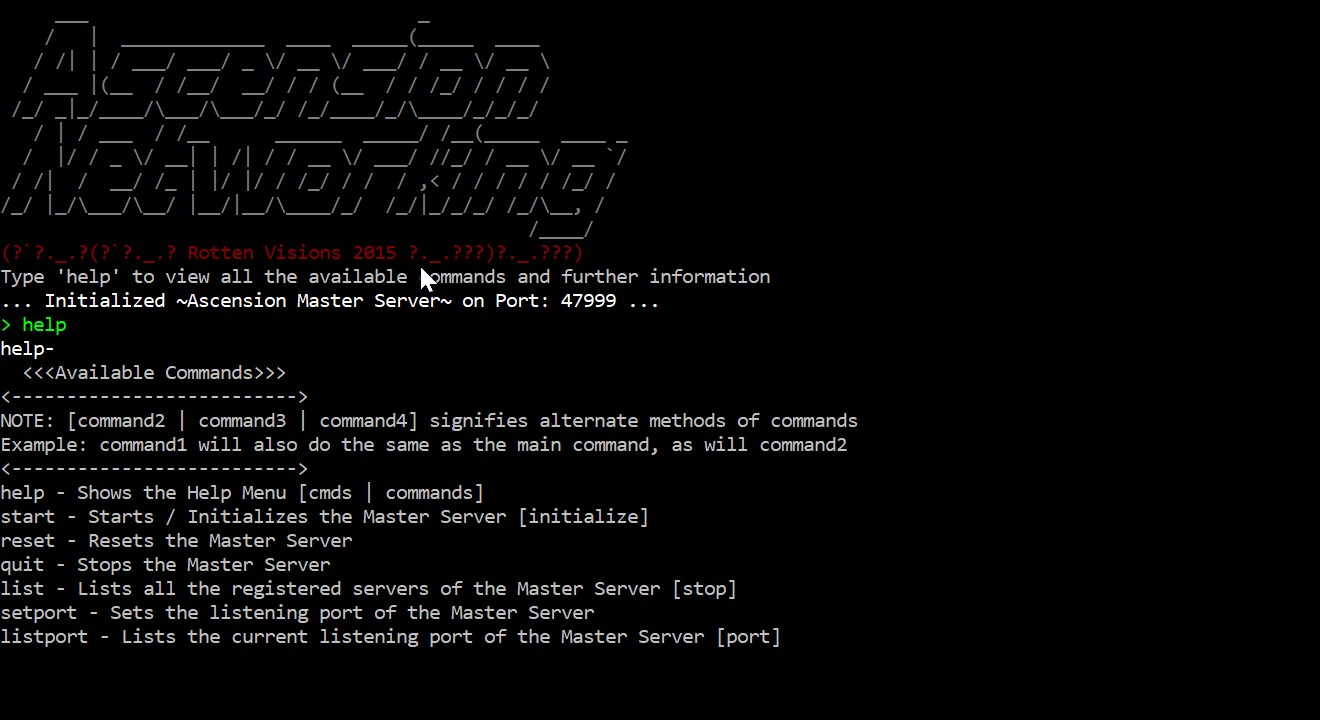 Ascension
Networking
(?`?._.?(?`?._.? Rotten Visions 2015 ?._.???)?._.???)
Type 'help' to view all the available commands and further information
... Initialized ~Ascension Master Server~ on Port: 47999 ...
> help
help-
<<<Available Commands>>>
<-------------------------->
NOTE: [command2 | command3 | command4] signifies alternate methods of commands
Example: command1 will also do the same as the main command, as will command2
<-------------------------->
help - Shows the Help Menu [cmds | commands]
start - Starts / Initializes the Master Server [initialize]
reset - Resets the Master Server
quit - Stops the Master Server
list - Lists all the registered servers of the Master Server [stop]
setport - Sets the listening port of the Master Server
listport - Lists the current listening port of the Master Server [port]